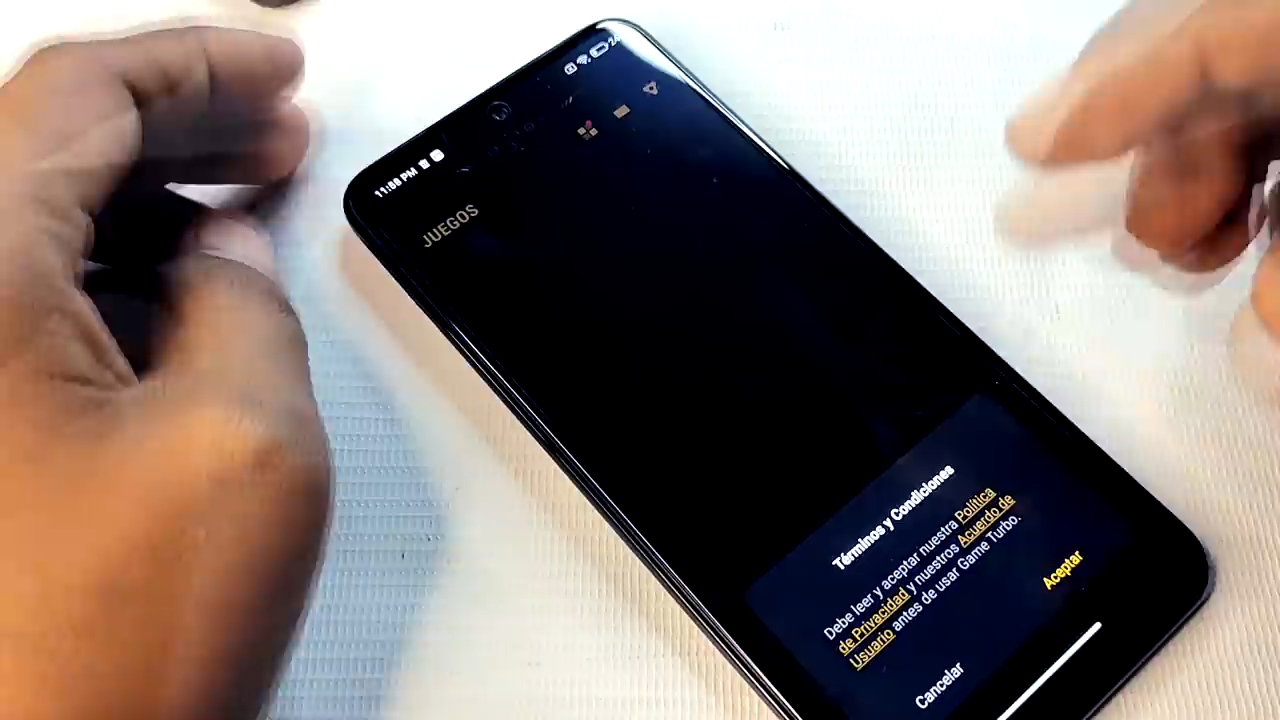 11:58 PM
JUEGOS
Términos y Condiciones
Debe leer y aceptar nuestra Política
de Privacidad y nuestros Acuerdo de
Usuario antes de usar Game Turbo.
Cancelar
Aceptar